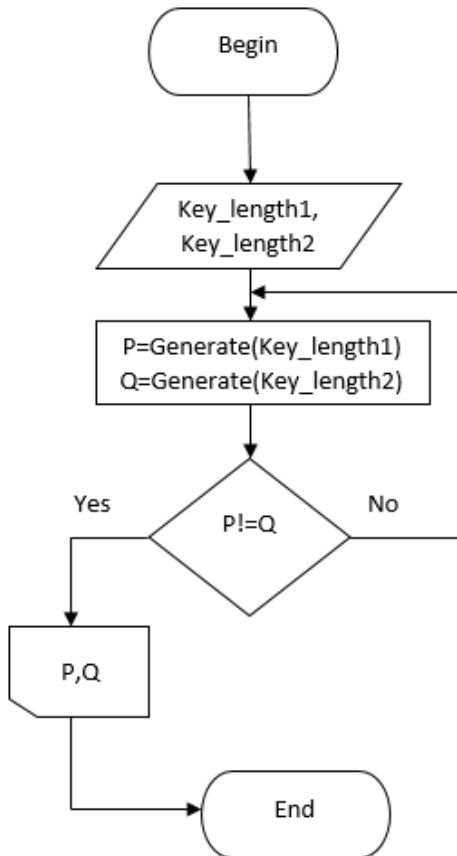 Begin
Key_length1,
Key_length2
P=Generate(Key_length1)
Q=Generate(Key_length2)
Yes
P!=Q
No
P,Q
End